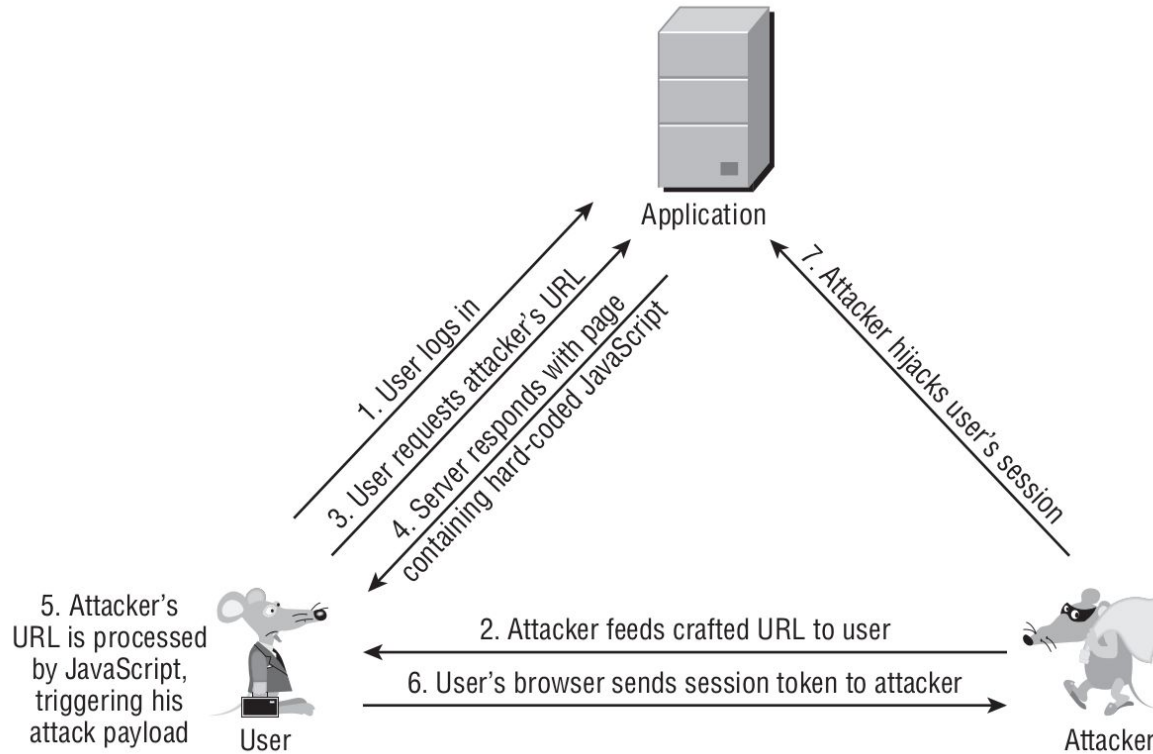 Application
1. User logs in
3. User requests attacker's URL
4. Server responds with page
containing hard-coded JavaScript
7. Attacker hijacks user's session
5. Attacker's
URL is processed
by JavaScript,
triggering his
attack payload
2. Attacker feeds crafted URL to user
6. User's browser sends session token to attacker
User
Attacker